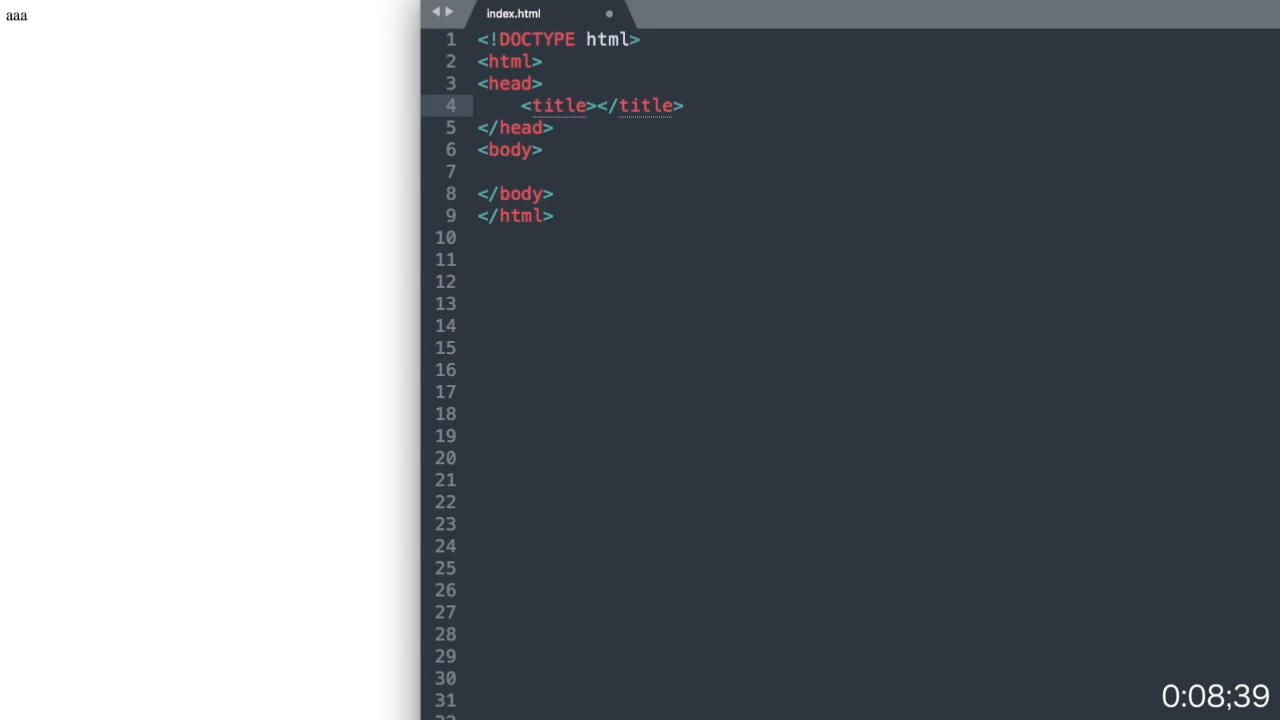 aaa
index.html
1 <!DOCTYPE html>
2 <html>
3 <head>
4     <title></title>
5 </head>
6 <body>
7
8 </body>
9 </html>
10
11
12
13
14
15
16
17
18
19
20
21
22
23
24
25
26
27
28
29
30
31
0:08;39